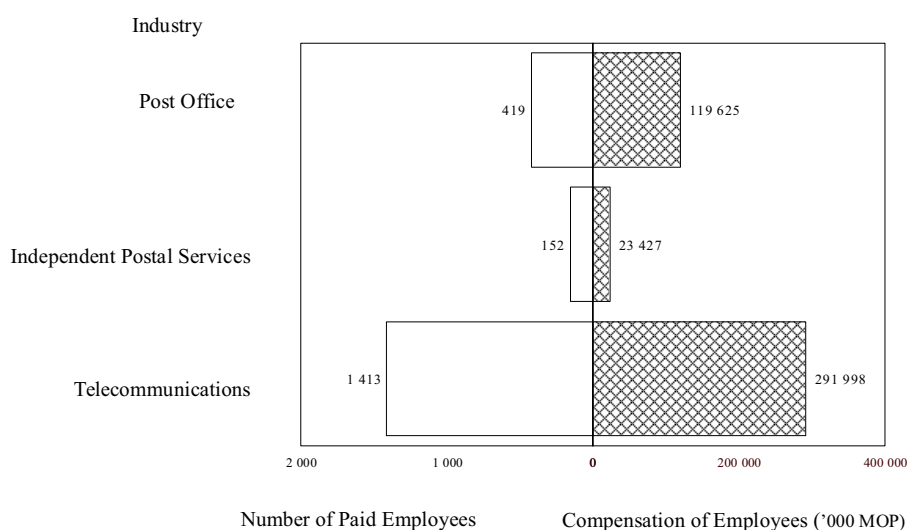 Industry
Post Office
419
119 625
Independent Postal Services
152
23 427
Telecommunications
1 413
291 998
2 000
1 000
0
200 000
400 000
Number of Paid Employees
Compensation of Employees (’000 MOP)